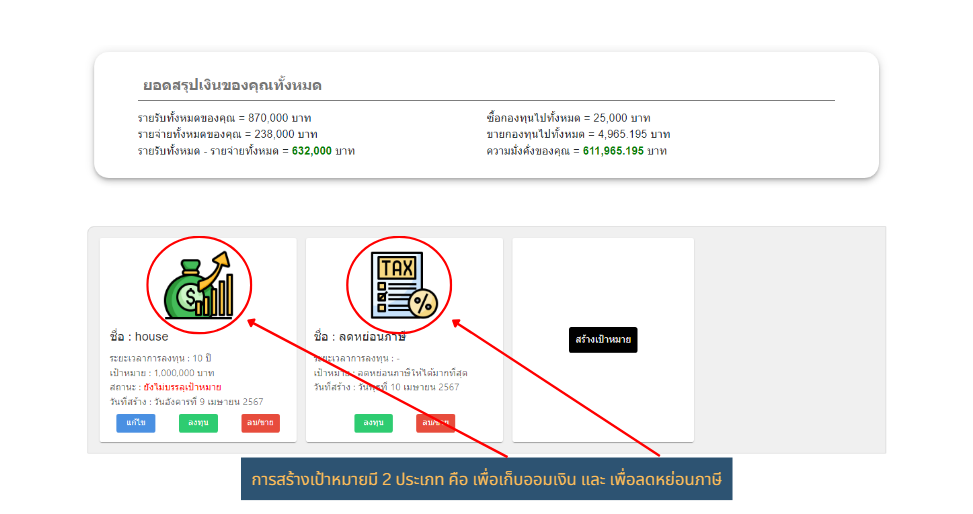 ยอดสรุปเงินของคุณทั้งหมด
รายรับทั้งหมดของคุณ = 870,000 บาท
รายจ่ายทั้งหมดของคุณ = 238,000 บาท
รายรับทั้งหมด - รายจ่ายทั้งหมด = 632,000 บาท
ซื้อกองทุนไปทั้งหมด = 25,000 บาท
ขายกองทุนไปทั้งหมด = 4,965.195 บาท
ความมั่งคั่งของคุณ = 611,965.195 บาท
ชื่อ : house
ระยะเวลาการลงทุน : 10 ปี
เป้าหมาย : 1,000,000 บาท
สถานะ : ยังไม่บรรลุเป้าหมาย
วันที่สร้าง : วันอังคารที่ 9 เมษายน 2567
แก้ไข ลงทุน ลบ/ขาย
TAX
%
ชื่อ : ลดหย่อนภาษี
ระยะเวลาการลงทุน : -
เป้าหมาย : ลดหย่อนภาษีให้ได้มากที่สุด
วันที่สร้าง : วันพุธที่ 10 เมษายน 2567
ลงทุน ลบ/ขาย
สร้างเป้าหมาย
การสร้างเป้าหมายมี 2 ประเภท คือ เพื่อเก็บออมเงิน และ เพื่อลดหย่อนภาษี